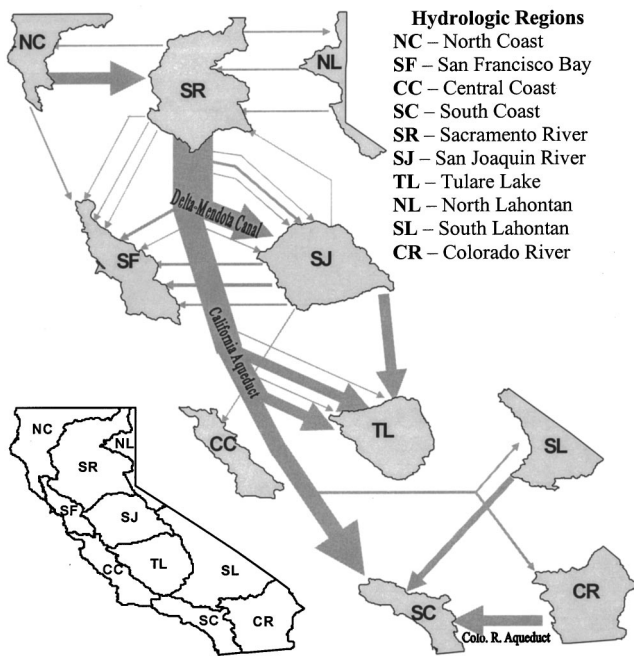 Hydrologic Regions
NC – North Coast
SF – San Francisco Bay
CC – Central Coast
SC – South Coast
SR – Sacramento River
SJ – San Joaquin River
TL – Tulare Lake
NL – North Lahontan
SL – South Lahontan
CR – Colorado River
NC
SR
NL
Delta-Mendota Canal
SF
SJ
California Aqueduct
CC
TL
SL
SC
CR
Colo. R. Aqueduct
NC
NL
SR
SF
SJ
CC
TL
SL
SC
CR